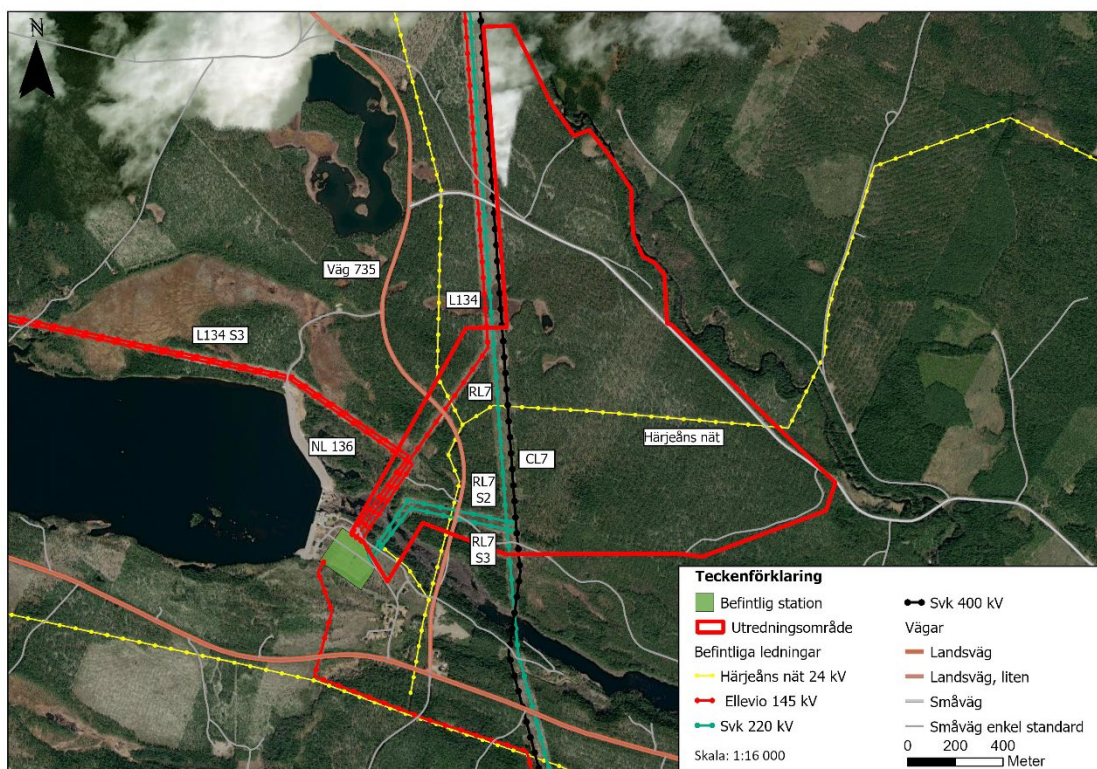 N
Väg 735
L134
L134 S3
RL7
Härjeåns nät
NL 136
CL7
RL7
S2
RL7
S3
Teckenförklaring
Befintlig station
Utredningsområde
Befintliga ledningar
Härjeåns nät 24 kV
Ellevio 145 kV
Svk 220 kV
Skala: 1:16 000
Svk 400 kV
Vägar
Landsväg
Landsväg, liten
Småväg
Småväg enkel standard
0 200 400
Meter